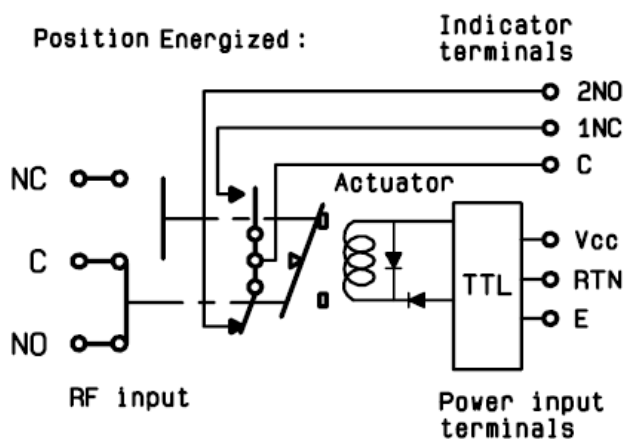 Position Energized :
Indicator
terminals
2NO
1NC
C
NC
Actuator
C
Vcc
TTL
RTN
E
NO
RF input
Power input
terminals